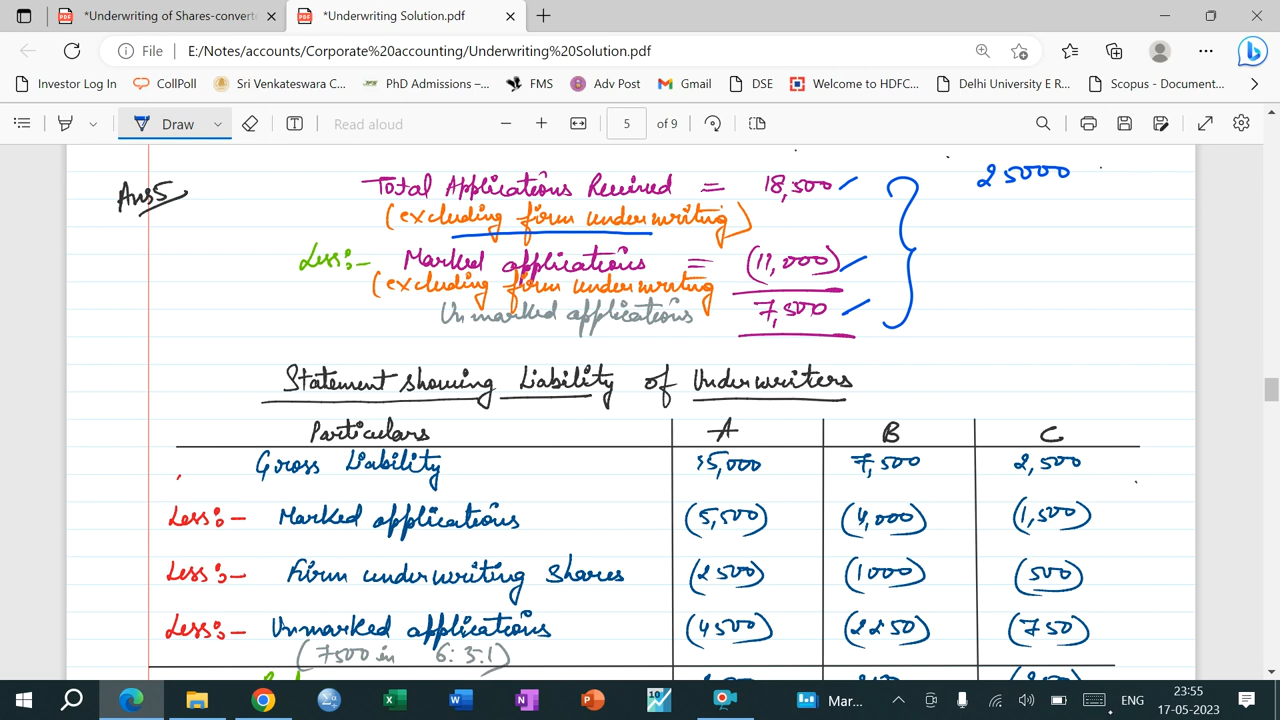 *Underwriting of Shares-convert
*Underwriting Solution.pdf
File
E:/Notes/accounts/Corporate%20accounting/Underwriting%20Solution.pdf
Investor Log In
CollPoll
Sri Venkateswara C...
PhD Admissions –...
FMS
Adv Post
Gmail
DSE
Welcome to HDFC...
Delhi University E R...
Scopus - Document...
Draw
Read aloud
5 of 9
Ans5
Total Applications Received = 18,500
25000
(excluding firm underwriting)
Less:- Marked applications = (11,000)
(excluding firm underwriting
Unmarked applications 7,500
Statement showing Liability of Underwriters
Particulars A B C
Gross Liability 15,000 7,500 2,500
Less:- Marked applications (5,500) (4,000) (1,500)
Less:- Firm underwriting shares (2500) (1000) (500)
Less:- Unmarked applications (4500) (2250) (750)
(7500 in 6:3:1)
10
Mar...
ENG
23:55
17-05-2023